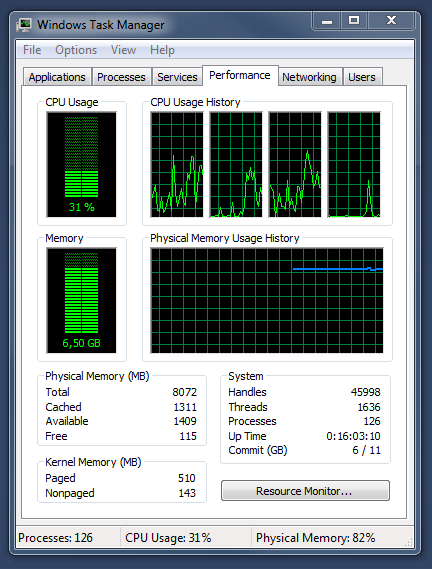 Windows Task Manager
File Options View Help
Applications Processes Services Performance Networking Users
CPU Usage CPU Usage History
31 %
Memory Physical Memory Usage History
6,50 GB
Physical Memory (MB)
Total 8072
Cached 1311
Available 1409
Free 115
Kernel Memory (MB)
Paged 510
Nonpaged 143
System
Handles 45998
Threads 1636
Processes 126
Up Time 0:16:03:10
Commit (GB) 6 / 11
Resource Monitor...
Processes: 126 CPU Usage: 31% Physical Memory: 82%